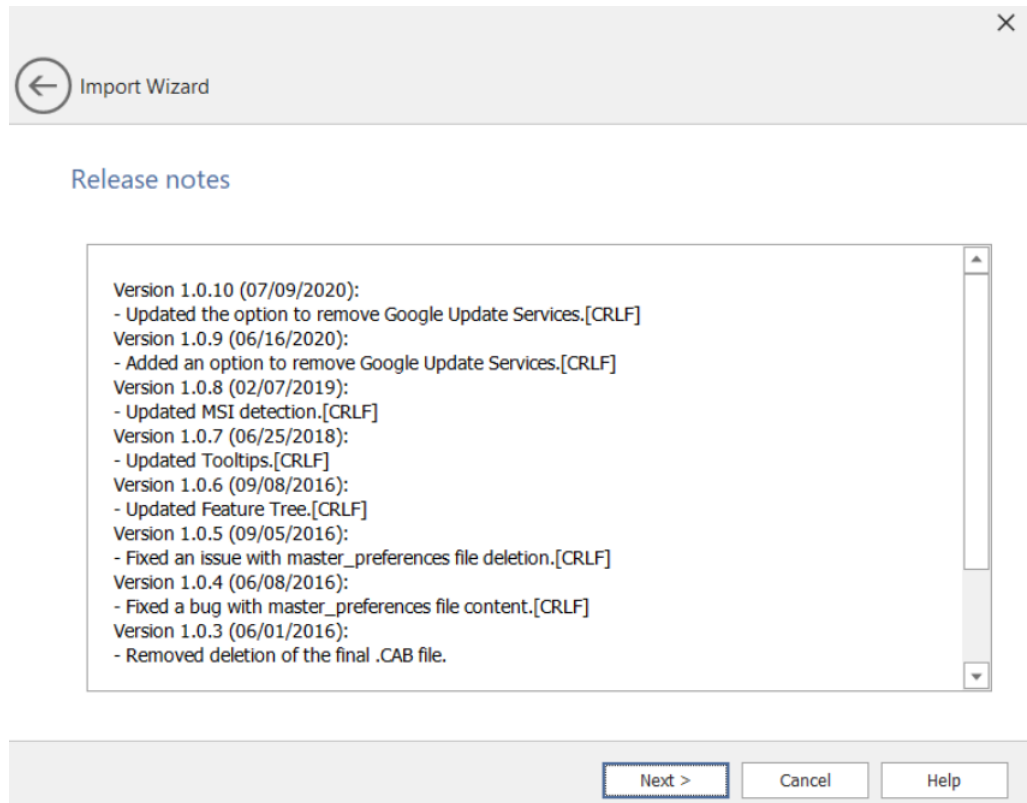 Import Wizard
Release notes
Version 1.0.10 (07/09/2020):
- Updated the option to remove Google Update Services.[CRLF]
Version 1.0.9 (06/16/2020):
- Added an option to remove Google Update Services.[CRLF]
Version 1.0.8 (02/07/2019):
- Updated MSI detection.[CRLF]
Version 1.0.7 (06/25/2018):
- Updated Tooltips.[CRLF]
Version 1.0.6 (09/08/2016):
- Updated Feature Tree.[CRLF]
Version 1.0.5 (09/05/2016):
- Fixed an issue with master_preferences file deletion.[CRLF]
Version 1.0.4 (06/08/2016):
- Fixed a bug with master_preferences file content.[CRLF]
Version 1.0.3 (06/01/2016):
- Removed deletion of the final .CAB file.
Next > Cancel Help